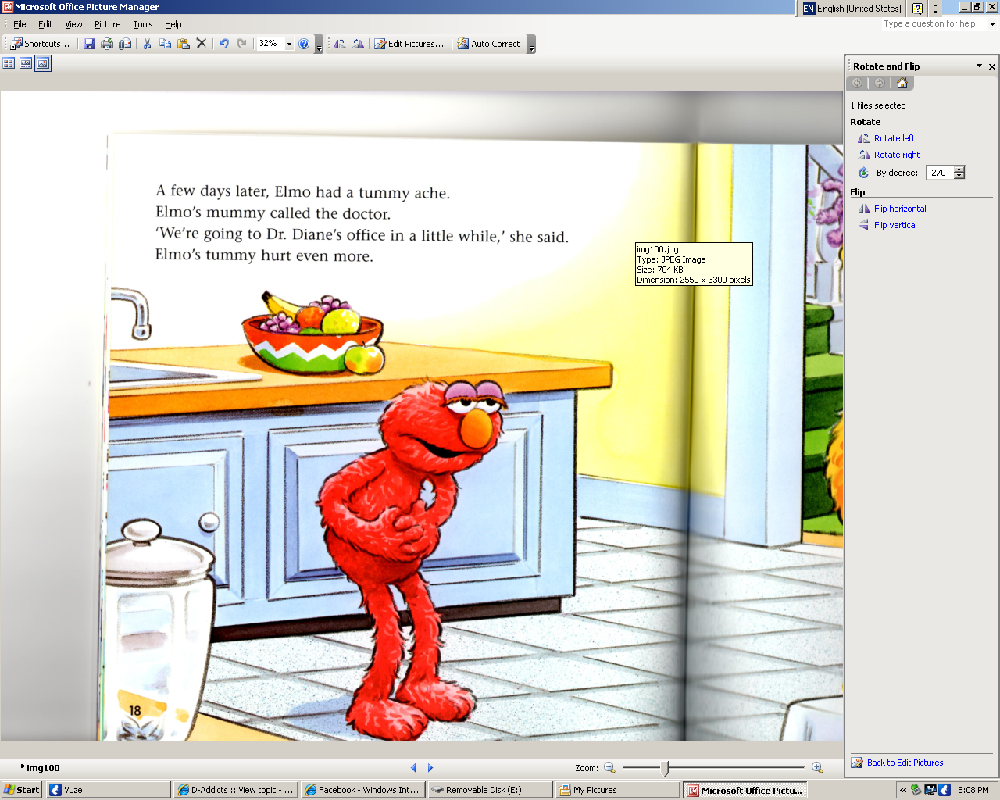 Microsoft Office Picture Manager
EN English (United States)
File Edit View Picture Tools Help
Type a question for help
Shortcuts... 32% Edit Pictures... Auto Correct
Rotate and Flip
1 files selected
Rotate
Rotate left
Rotate right
By degree: -270
Flip
Flip horizontal
Flip vertical
A few days later, Elmo had a tummy ache.
Elmo's mummy called the doctor.
'We're going to Dr. Diane's office in a little while,' she said.
Elmo's tummy hurt even more.
img100.jpg
Type: JPEG Image
Size: 704 KB
Dimension: 2550 x 3300 pixels
18
Back to Edit Pictures
* img100
Zoom:
Start Vuze D-Addicts :: View topic - ... Facebook - Windows Int... Removable Disk (E:) My Pictures Microsoft Office Pictu... « 8:08 PM